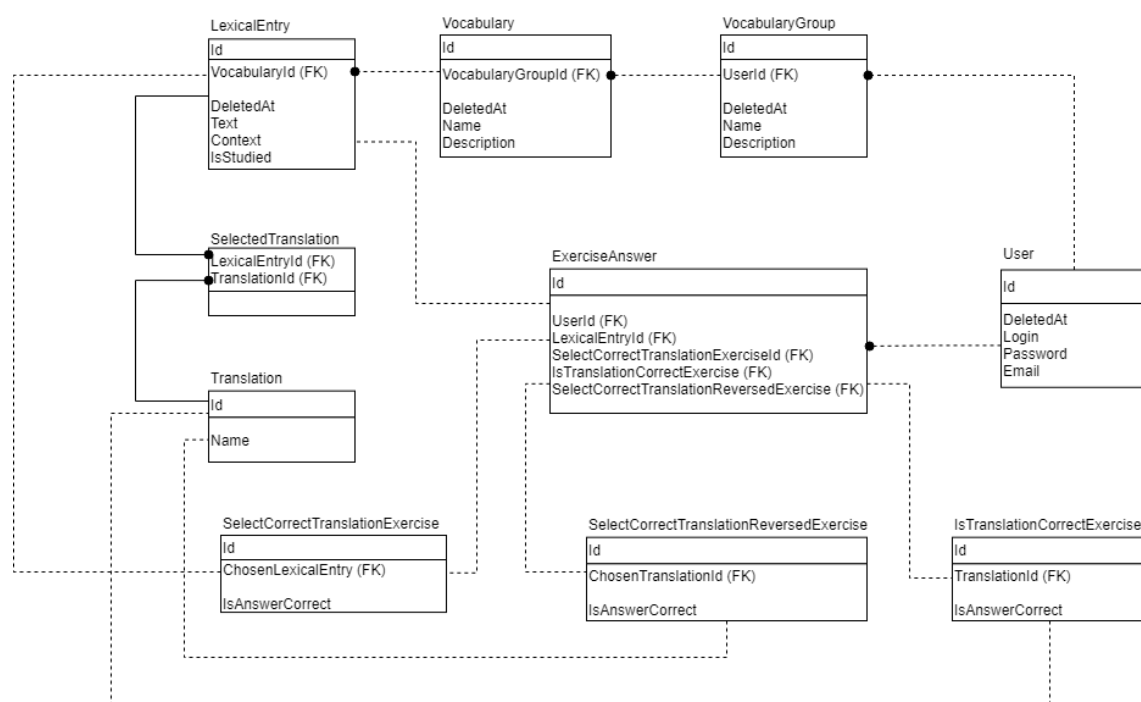 LexicalEntry
Id
VocabularyId (FK)
DeletedAt
Text
Context
IsStudied
Vocabulary
Id
VocabularyGroupId (FK)
DeletedAt
Name
Description
VocabularyGroup
Id
UserId (FK)
DeletedAt
Name
Description
SelectedTranslation
LexicalEntryId (FK)
TranslationId (FK)
ExerciseAnswer
Id
UserId (FK)
LexicalEntryId (FK)
SelectCorrectTranslationExerciseId (FK)
IsTranslationCorrectExercise (FK)
SelectCorrectTranslationReversedExercise (FK)
User
Id
DeletedAt
Login
Password
Email
Translation
Id
Name
SelectCorrectTranslationExercise
Id
ChosenLexicalEntry (FK)
IsAnswerCorrect
SelectCorrectTranslationReversedExercise
Id
ChosenTranslationId (FK)
IsAnswerCorrect
IsTranslationCorrectExercise
Id
TranslationId (FK)
IsAnswerCorrect